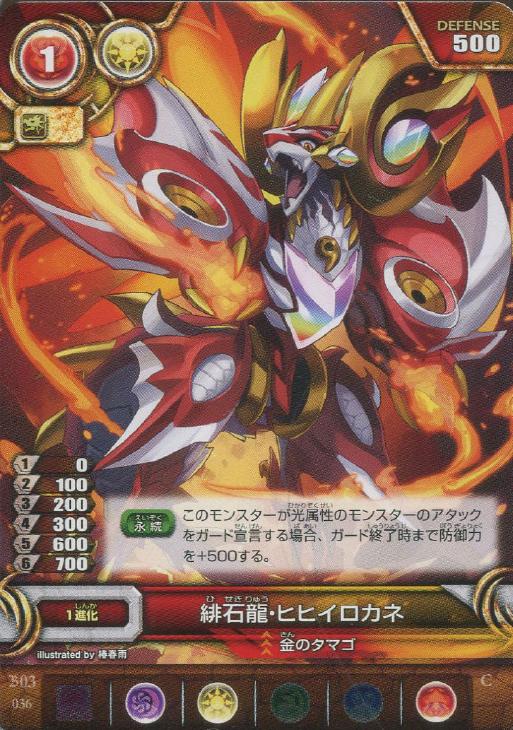 1
DEFENSE
500
1 0
2 100
3 200
4 300
5 600
6 700
永続
このモンスターが光属性のモンスターのアタック
をガード宣言する場合、ガード終了時まで防御力
を+500する。
1進化
緋石龍・ヒヒイロカネ
金のタマゴ
illustrated by 椿春雨
B03
036
C